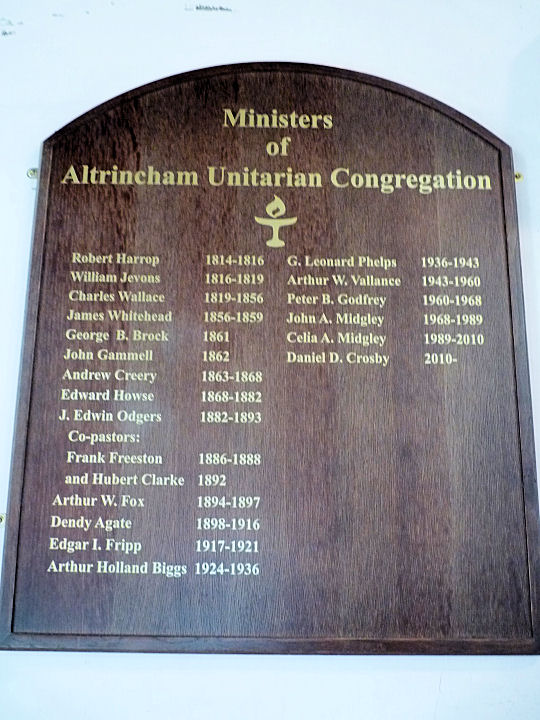 Ministers
of
Altrincham Unitarian Congregation
Robert Harrop 1814-1816
William Jevons 1816-1819
Charles Wallace 1819-1856
James Whitehead 1856-1859
George B. Brock 1861
John Gammell 1862
Andrew Creery 1863-1868
Edward Howse 1868-1882
J. Edwin Odgers 1882-1893
Co-pastors:
Frank Freeston 1886-1888
and Hubert Clarke 1892
Arthur W. Fox 1894-1897
Dendy Agate 1898-1916
Edgar I. Fripp 1917-1921
Arthur Holland Biggs 1924-1936
G. Leonard Phelps 1936-1943
Arthur W. Vallance 1943-1960
Peter B. Godfrey 1960-1968
John A. Midgley 1968-1989
Celia A. Midgley 1989-2010
Daniel D. Crosby 2010-